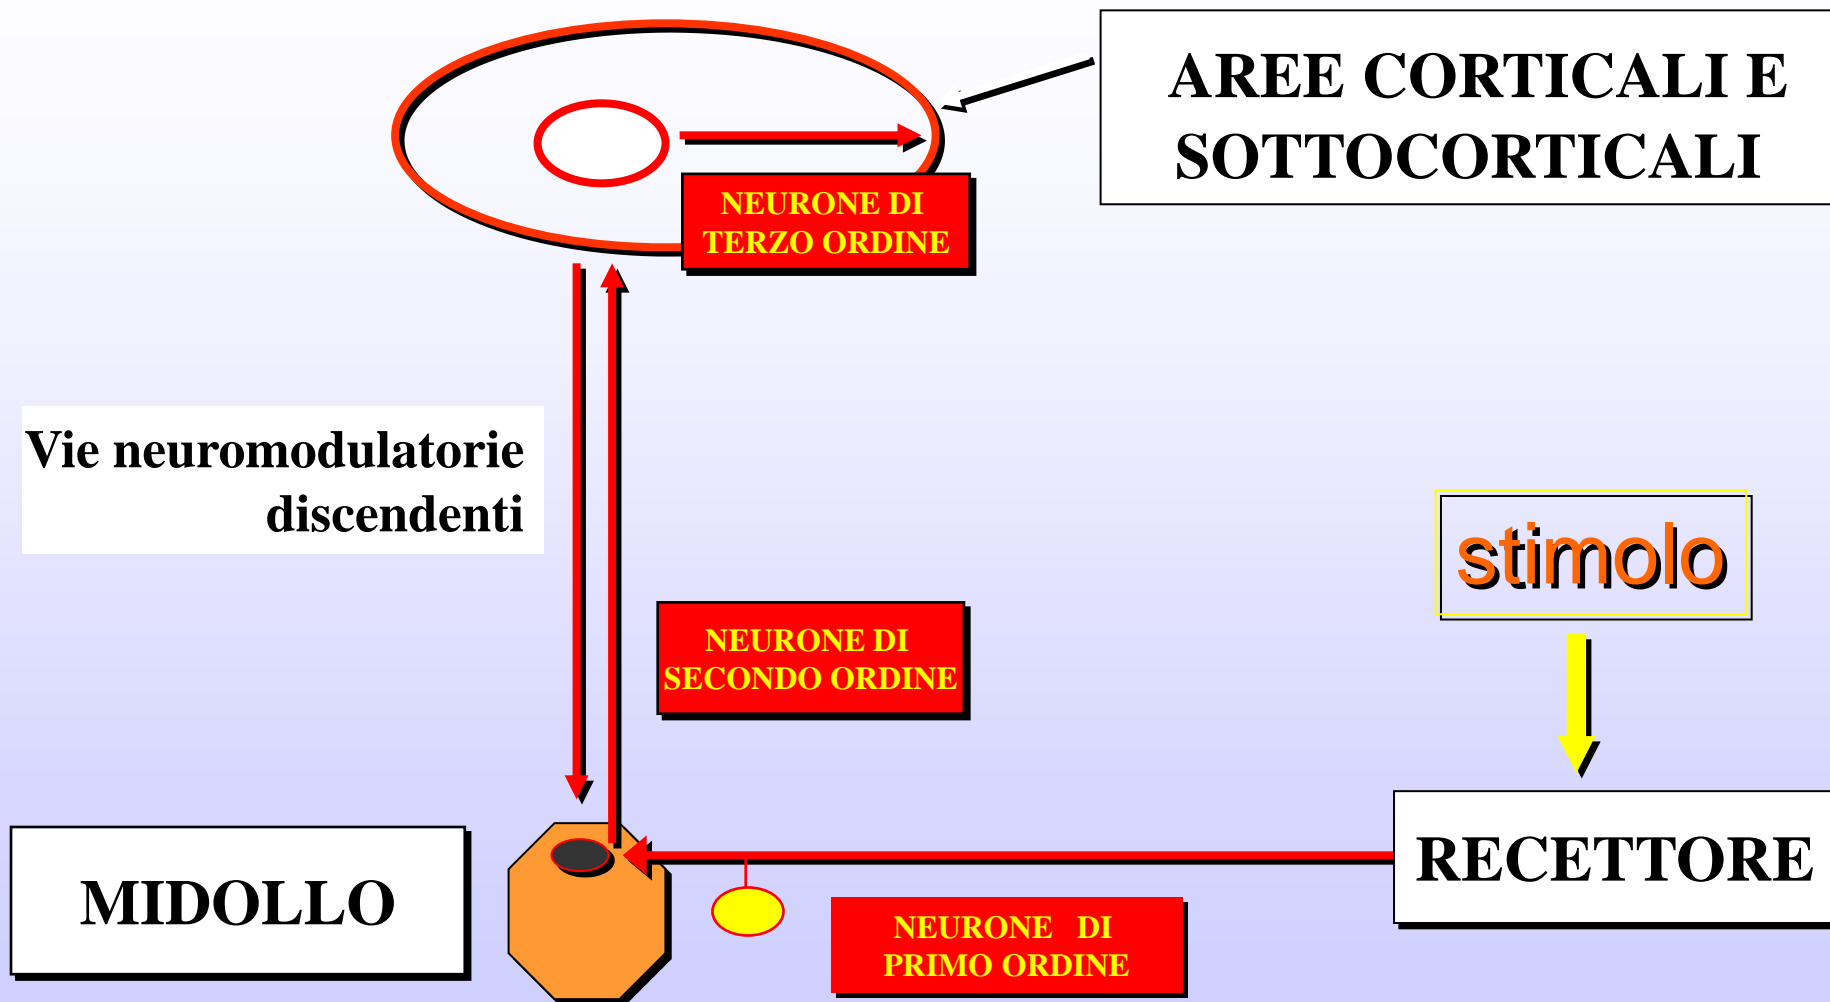 AREE CORTICALI E
SOTTOCORTICALI
NEURONE DI
TERZO ORDINE
Vie neuromodulatorie
discendenti
stimolo
NEURONE DI
SECONDO ORDINE
RECETTORE
MIDOLLO
NEURONE DI
PRIMO ORDINE